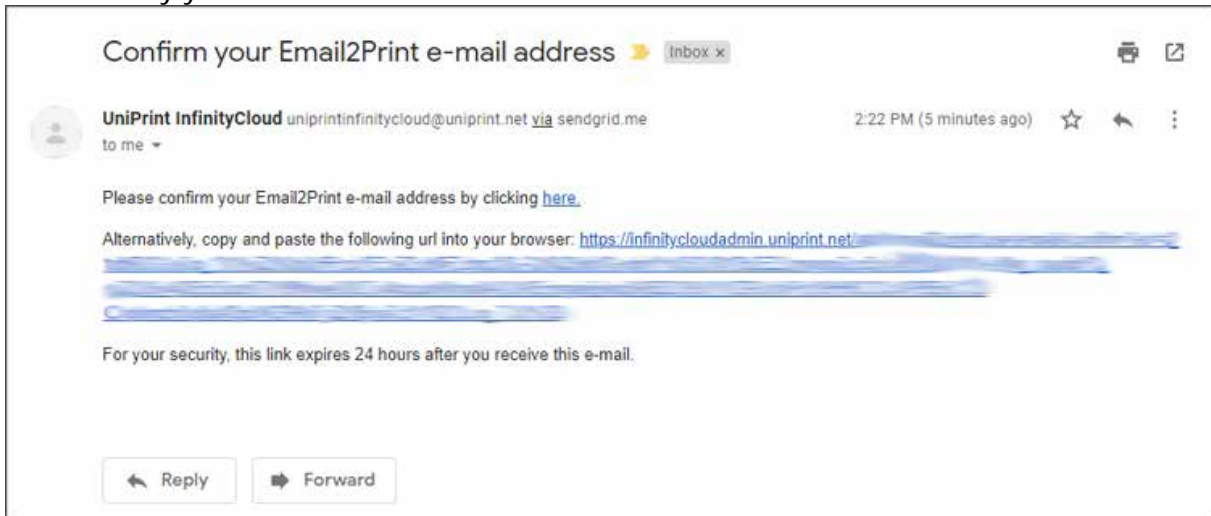 Confirm your Email2Print e-mail address Inbox x
UniPrint InfinityCloud uniprintinfinitycloud@uniprint.net via sendgrid.me 2:22 PM (5 minutes ago)
to me
Please confirm your Email2Print e-mail address by clicking here.
Alternatively, copy and paste the following url into your browser: https://infinitycloudadmin.uniprint.net/
For your security, this link expires 24 hours after you receive this e-mail.
Reply Forward